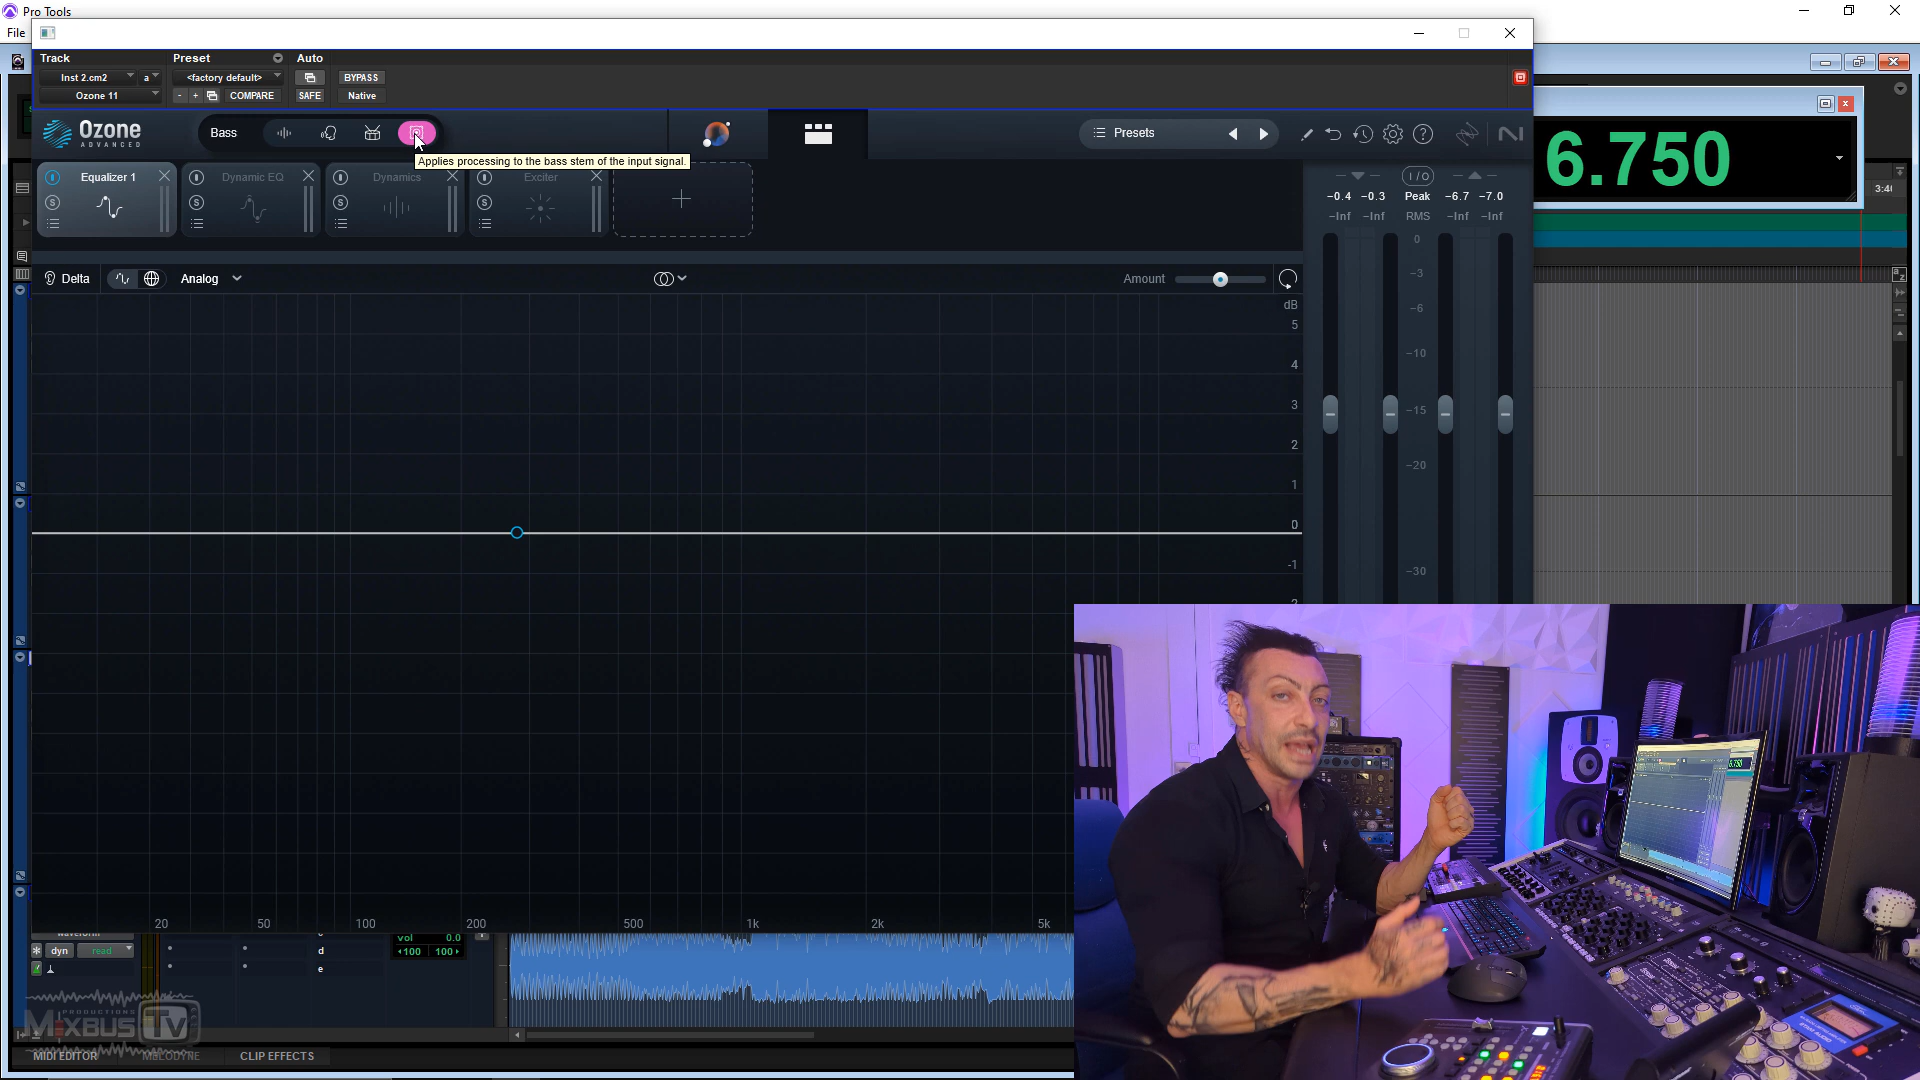 Pro Tools
File
Track
Preset
Auto
Inst 2.cm2
a
<factory default>
BYPASS
Ozone 11
-
+
COMPARE
SAFE
Native
Ozone
ADVANCED
Bass
Presets
Applies processing to the bass stem of the input signal.
6.750
Equalizer 1
Dynamic EQ
Dynamics
Exciter
S
S
S
S
I/O
-0.4 -0.3 Peak -6.7 -7.0
-Inf -Inf RMS -Inf -Inf
0
-3
-6
-10
-15
-20
-30
Delta
Analog
Amount
dB
5
4
3
2
1
0
-1
20
50
100
200
500
1k
2k
5k
dyn
read
vol 0.0
100 100
d
e
PRODUCTIONS
MIXBUS Tv
MIDI EDITOR
MELODYNE
CLIP EFFECTS